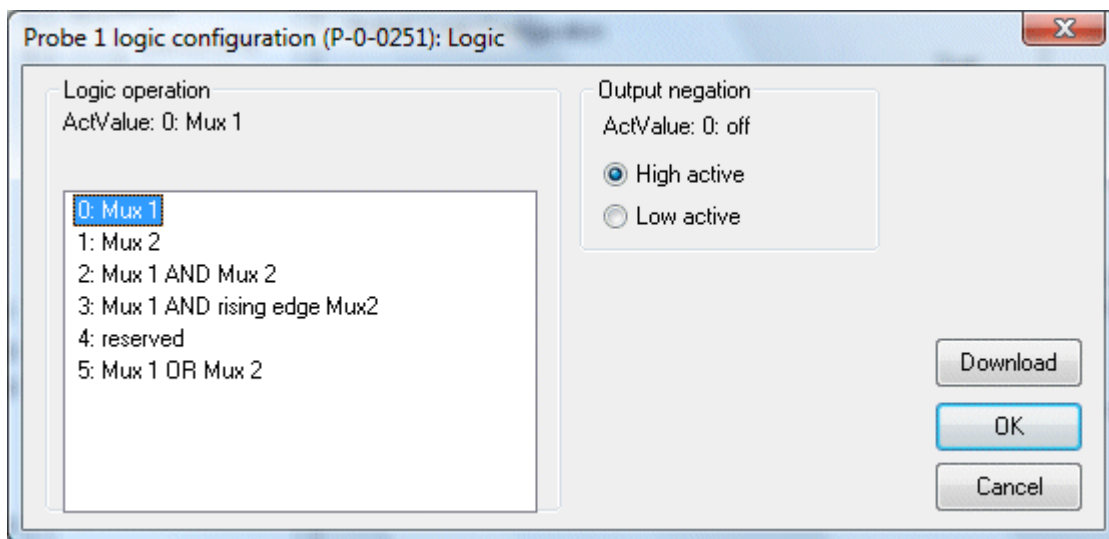 Probe 1 logic configuration (P-0-0251): Logic
Logic operation
ActValue: 0: Mux 1
0: Mux 1
1: Mux 2
2: Mux 1 AND Mux 2
3: Mux 1 AND rising edge Mux2
4: reserved
5: Mux 1 OR Mux 2
Output negation
ActValue: 0: off
High active
Low active
Download
OK
Cancel